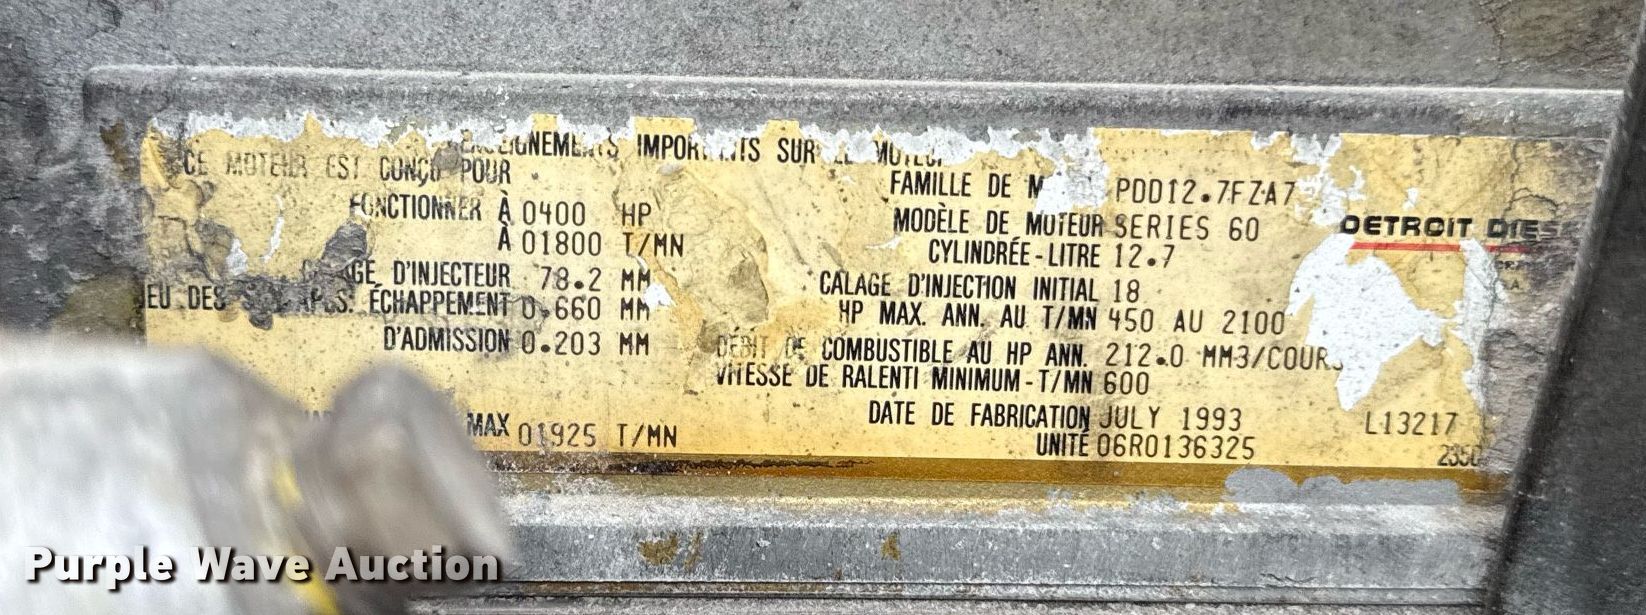 IMPORTANTS SUR LE MOTEUR
CE MOTEUR EST CONÇU POUR
FONCTIONNER À 0400 HP
À 01800 T/MN
D'INJECTEUR 78.2 MM
JEU DES ÉCHAPPEMENT 0.660 MM
D'ADMISSION 0.203 MM
MAX 01925 T/MN
FAMILLE DE M PDD12.7FZA7
MODÈLE DE MOTEUR SERIES 60
CYLINDRÉE-LITRE 12.7
CALAGE D'INJECTION INITIAL 18
HP MAX. ANN. AU T/MN 450 AU 2100
DÉBIT DE COMBUSTIBLE AU HP ANN. 212.0 MM3/COURS
VITESSE DE RALENTI MINIMUM-T/MN 600
DATE DE FABRICATION JULY 1993
UNITÉ 06R0136325
DETROIT DIES
L13217
2350
Purple Wave Auction